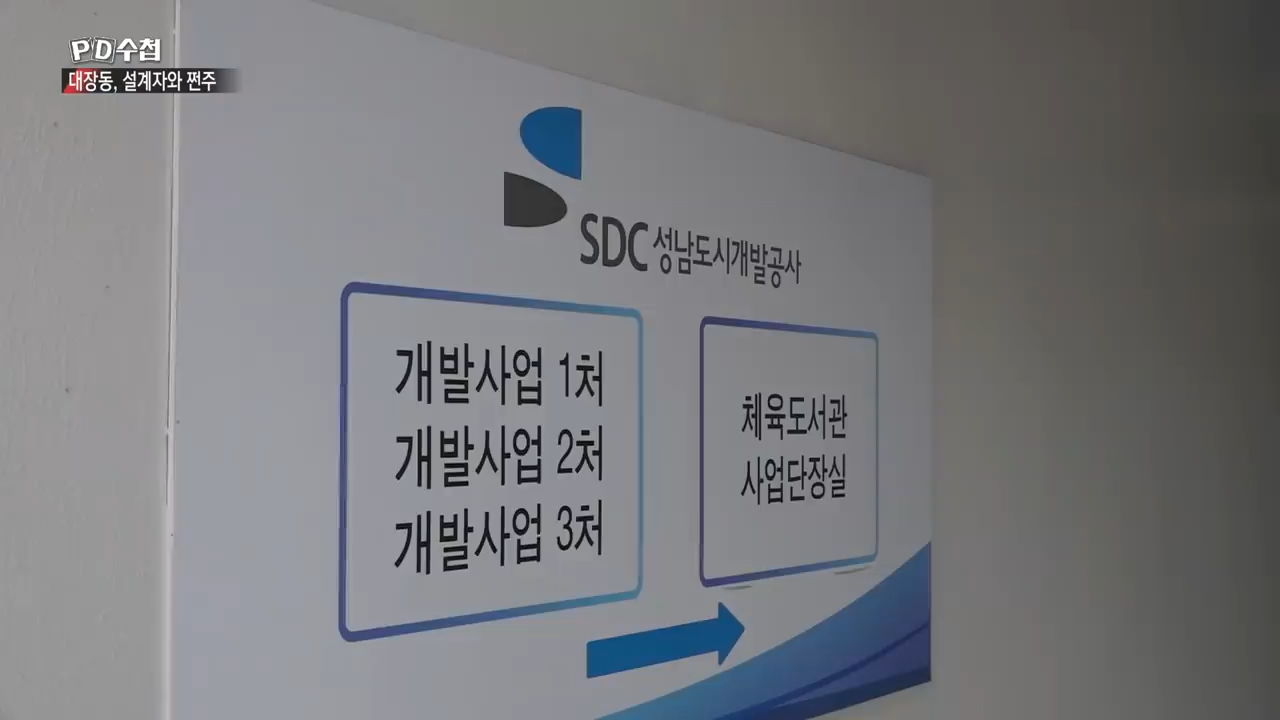 PD수첩
대장동, 설계자와 쩐주
SDC 성남도시개발공사
개발사업 1처
개발사업 2처
개발사업 3처
체육도서관
사업단장실